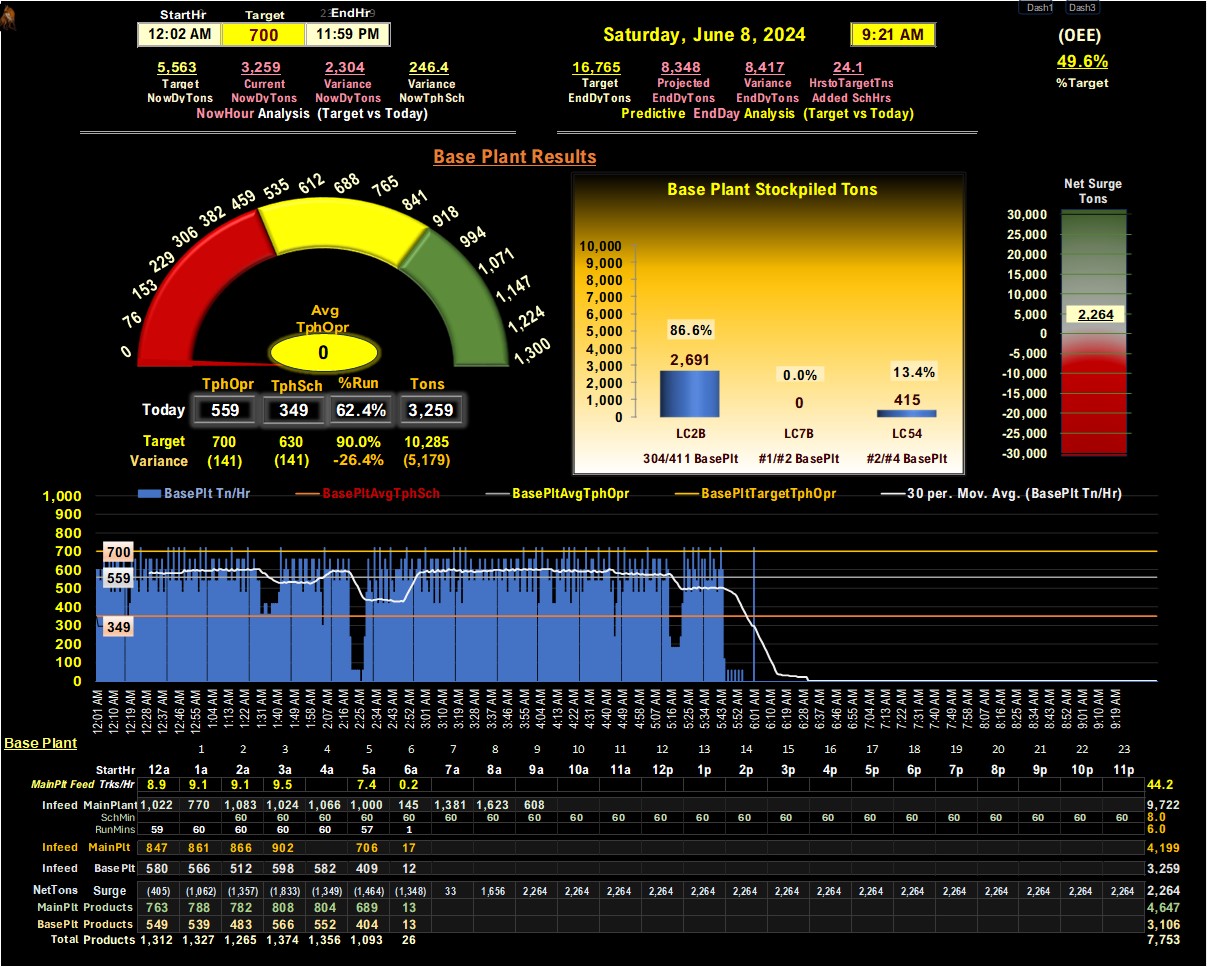 StartHr Target EndHr
12:02 AM 700 11:59 PM
Saturday, June 8, 2024 9:21 AM
Dash1 Dash3
(OEE)
49.6%
%Target
5,563 3,259 2,304 246.4
Target Current Variance Variance
NowDyTons NowDyTons NowDyTons NowTphSch
NowHour Analysis (Target vs Today)
16,765 8,348 8,417 24.1
Target Projected Variance HrstoTargetTns
EndDyTons EndDyTons EndDyTons Added SchHrs
Predictive EndDay Analysis (Target vs Today)
Base Plant Results
0 76 153 229 306 382 459 535 612 688 765 841 918 994 1,071 1,147 1,224 1,300
Avg
TphOpr
0
TphOpr TphSch %Run Tons
Today 559 349 62.4% 3,259
Target 700 630 90.0% 10,285
Variance (141) (141) -26.4% (5,179)
Base Plant Stockpiled Tons
10,000
9,000
8,000
7,000
6,000
5,000
4,000
3,000
2,000
1,000
0
86.6% 0.0% 13.4%
2,691 0 415
LC2B LC7B LC54
304/411 BasePlt #1/#2 BasePlt #2/#4 BasePlt
Net Surge
Tons
30,000
25,000
20,000
15,000
10,000
5,000
0
-5,000
-10,000
-15,000
-20,000
-25,000
-30,000
2,264
BasePlt Tn/Hr BasePltAvgTphSch BasePltAvgTphOpr BasePltTargetTphOpr 30 per. Mov. Avg. (BasePlt Tn/Hr)
1,000
900
800
700
600
500
400
300
200
100
0
700
559
349
12:01 AM 12:10 AM 12:19 AM 12:28 AM 12:37 AM 12:46 AM 12:55 AM 1:04 AM 1:13 AM 1:22 AM 1:31 AM 1:40 AM 1:49 AM 1:58 AM 2:07 AM 2:16 AM 2:25 AM 2:34 AM 2:43 AM 2:52 AM 3:01 AM 3:10 AM 3:19 AM 3:28 AM 3:37 AM 3:46 AM 3:55 AM 4:04 AM 4:13 AM 4:22 AM 4:31 AM 4:40 AM 4:49 AM 4:58 AM 5:07 AM 5:16 AM 5:25 AM 5:34 AM 5:43 AM 5:52 AM 6:01 AM 6:10 AM 6:19 AM 6:28 AM 6:37 AM 6:46 AM 6:55 AM 7:04 AM 7:13 AM 7:22 AM 7:31 AM 7:40 AM 7:49 AM 7:58 AM 8:07 AM 8:16 AM 8:25 AM 8:34 AM 8:43 AM 8:52 AM 9:01 AM 9:10 AM 9:19 AM
Base Plant 1 2 3 4 5 6 7 8 9 10 11 12 13 14 15 16 17 18 19 20 21 22 23
StartHr 12a 1a 2a 3a 4a 5a 6a 7a 8a 9a 10a 11a 12p 1p 2p 3p 4p 5p 6p 7p 8p 9p 10p 11p
MainPlt Feed Trks/Hr 8.9 9.1 9.1 9.5 7.4 0.2 44.2
Infeed MainPlant 1,022 770 1,083 1,024 1,066 1,000 145 1,381 1,623 608 9,722
SchMin 60 60 60 60 60 60 60 60 60 60 60 60 60 60 60 60 60 60 60 60 60 60 8.0
RunMins 59 60 60 60 60 57 1 6.0
Infeed MainPlt 847 861 866 902 706 17 4,199
Infeed Base Plt 580 566 512 598 582 409 12 3,259
NetTons Surge (405) (1,062) (1,357) (1,833) (1,349) (1,464) (1,348) 33 1,656 2,264 2,264 2,264 2,264 2,264 2,264 2,264 2,264 2,264 2,264 2,264 2,264 2,264 2,264 2,264 2,264
MainPlt Products 763 788 782 808 804 689 13 4,647
BasePlt Products 549 539 483 566 552 404 13 3,106
Total Products 1,312 1,327 1,265 1,374 1,356 1,093 26 7,753